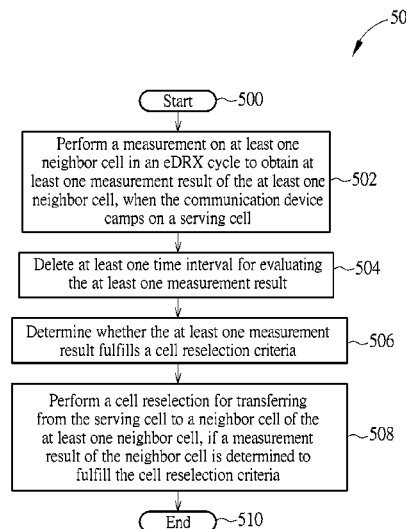 50
Start
500
Perform a measurement on at least one
neighbor cell in an eDRX cycle to obtain at
least one measurement result of the at least one
neighbor cell, when the communication device
camps on a serving cell
502
Delete at least one time interval for evaluating
the at least one measurement result
504
Determine whether the at least one measurement
result fulfills a cell reselection criteria
506
Perform a cell reselection for transferring
from the serving cell to a neighbor cell of the
at least one neighbor cell, if a measurement
result of the neighbor cell is determined to
fulfill the cell reselection criteria
508
End
510